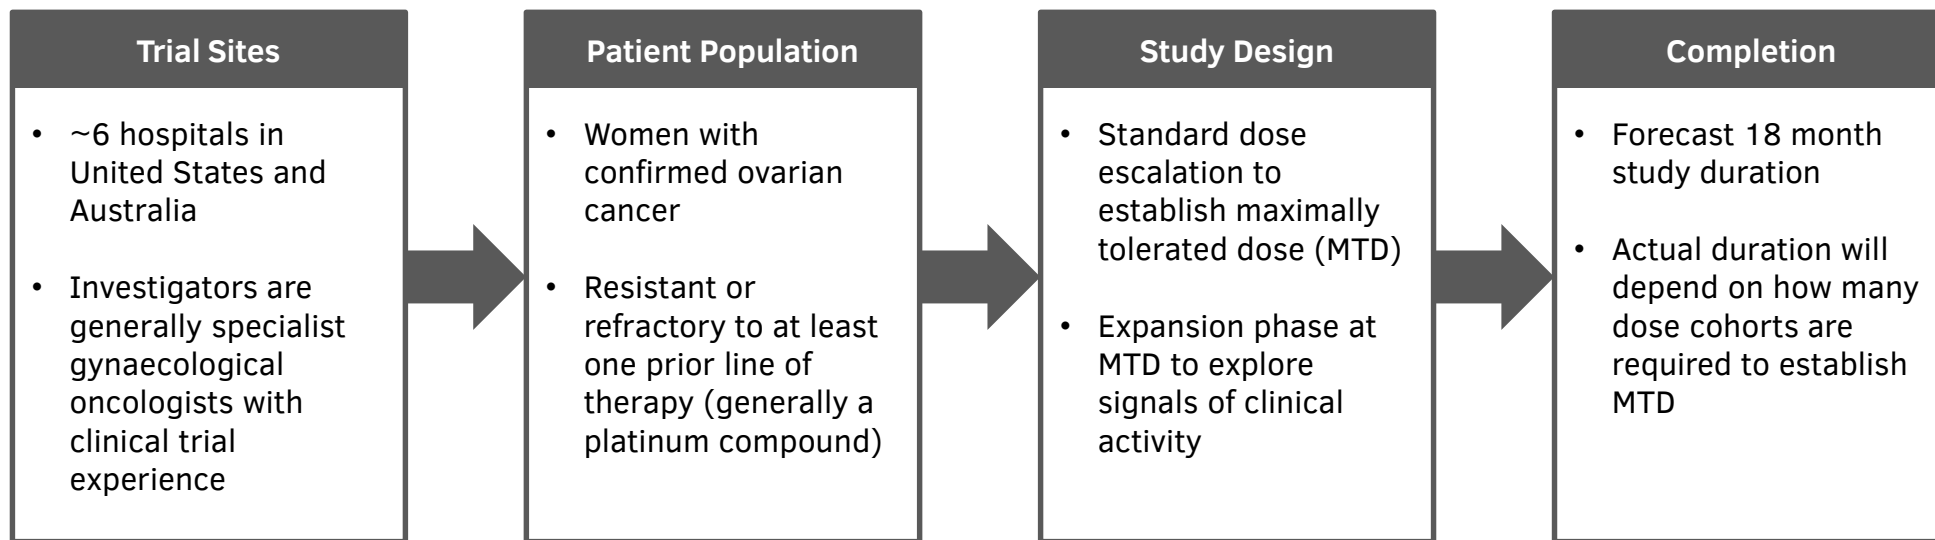 Trial Sites
• ~6 hospitals in
United States and
Australia
• Investigators are
generally specialist
gynaecological
oncologists with
clinical trial
experience
Patient Population
• Women with
confirmed ovarian
cancer
• Resistant or
refractory to at least
one prior line of
therapy (generally a
platinum compound)
Study Design
• Standard dose
escalation to
establish maximally
tolerated dose (MTD)
• Expansion phase at
MTD to explore
signals of clinical
activity
Completion
• Forecast 18 month
study duration
• Actual duration will
depend on how many
dose cohorts are
required to establish
MTD